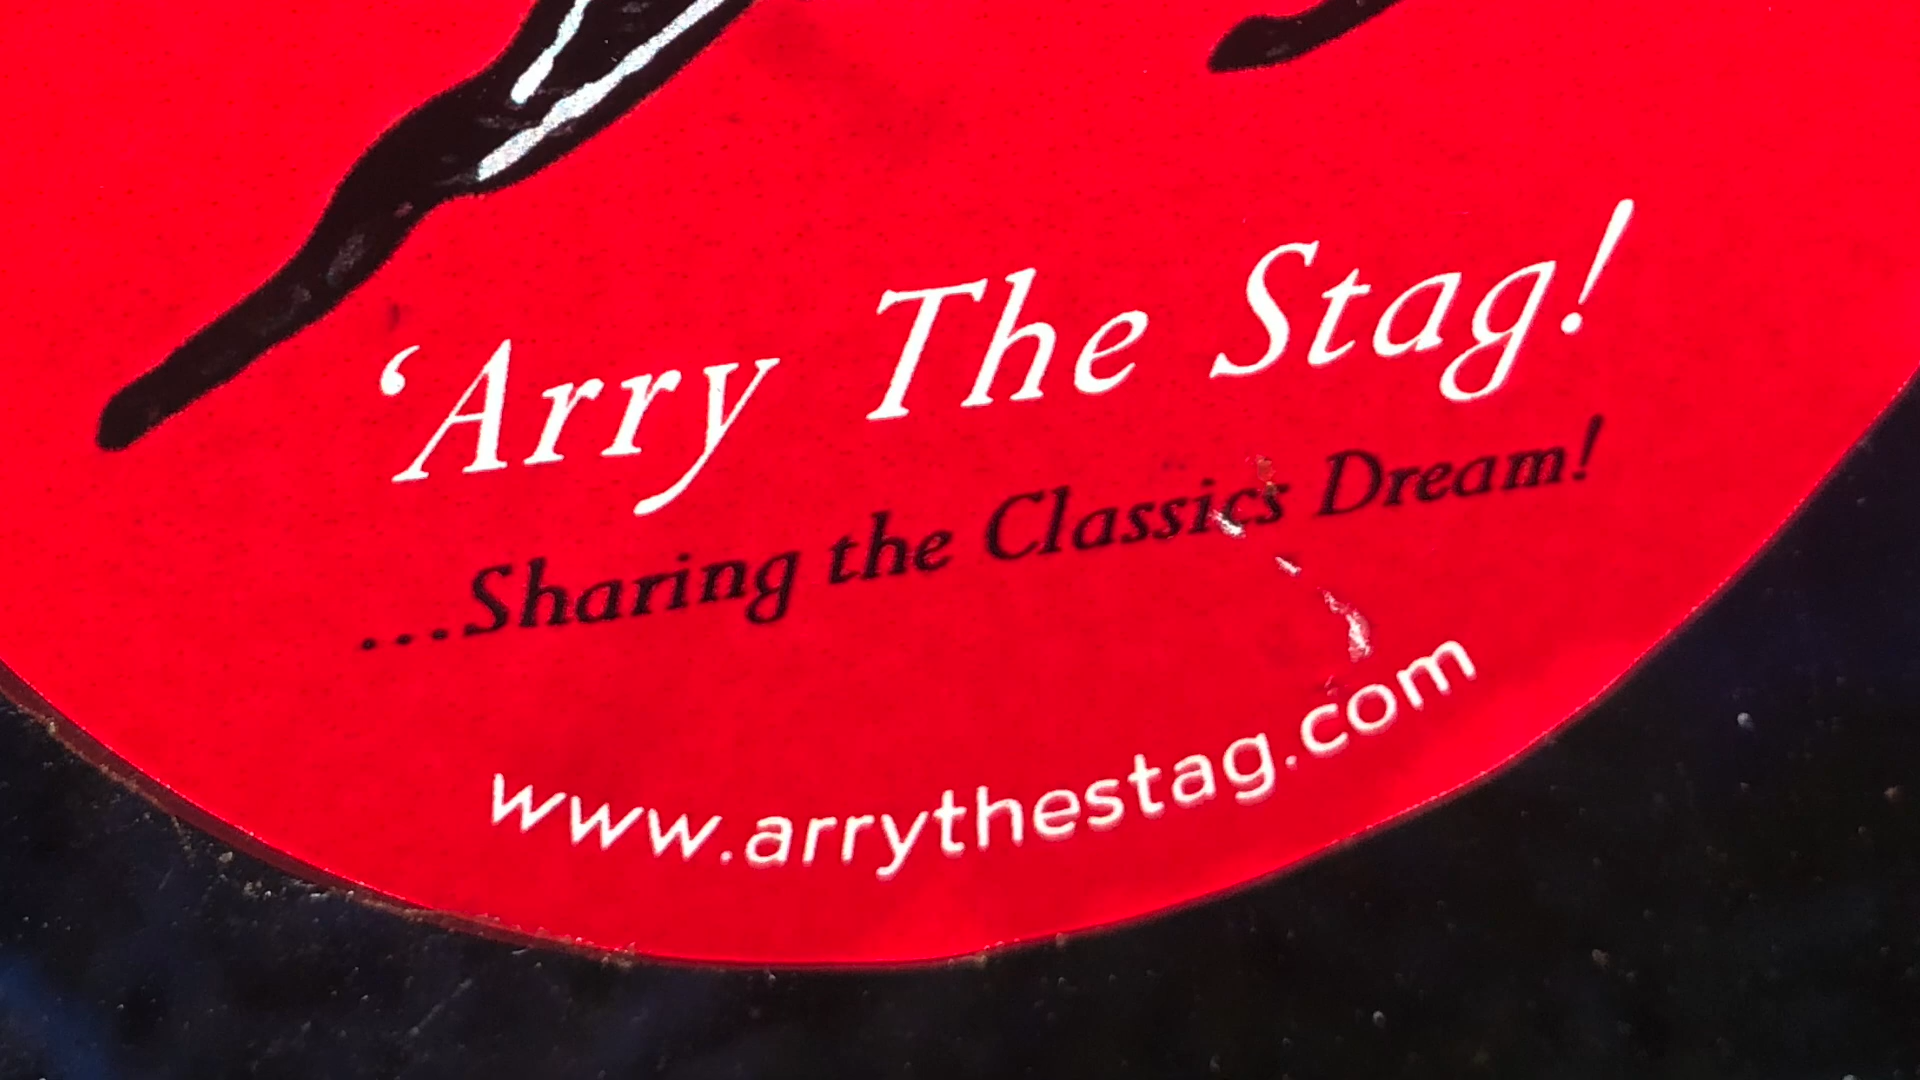 ‘Arry The Stag!
...Sharing the Classics Dream!
www.arrythestag.com